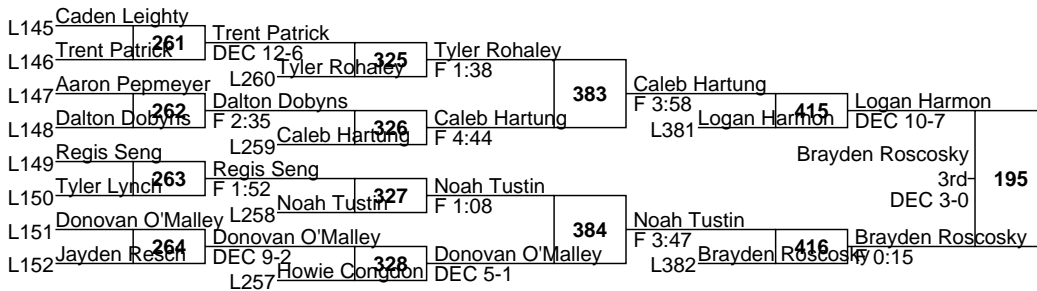 L145 Caden Leighty
261
L146 Trent Patrick
Trent Patrick
DEC 12-6
325
L260 Tyler Rohaley
Tyler Rohaley
F 1:38
L147 Aaron Pepmeyer
262
L148 Dalton Dobyns
Dalton Dobyns
F 2:35
326
L259 Caleb Hartung
Caleb Hartung
F 4:44
383
Caleb Hartung
F 3:58
415
L381 Logan Harmon
Logan Harmon
DEC 10-7
L149 Regis Seng
263
L150 Tyler Lynch
Regis Seng
F 1:52
327
L258 Noah Tustin
Noah Tustin
F 1:08
L151 Donovan O'Malley
264
L152 Jayden Resch
Donovan O'Malley
DEC 9-2
328
L257 Howie Congdon
Donovan O'Malley
DEC 5-1
384
Noah Tustin
F 3:47
416
L382 Brayden Roscosky
Brayden Roscosky
F 0:15
Brayden Roscosky
3rd
DEC 3-0
195